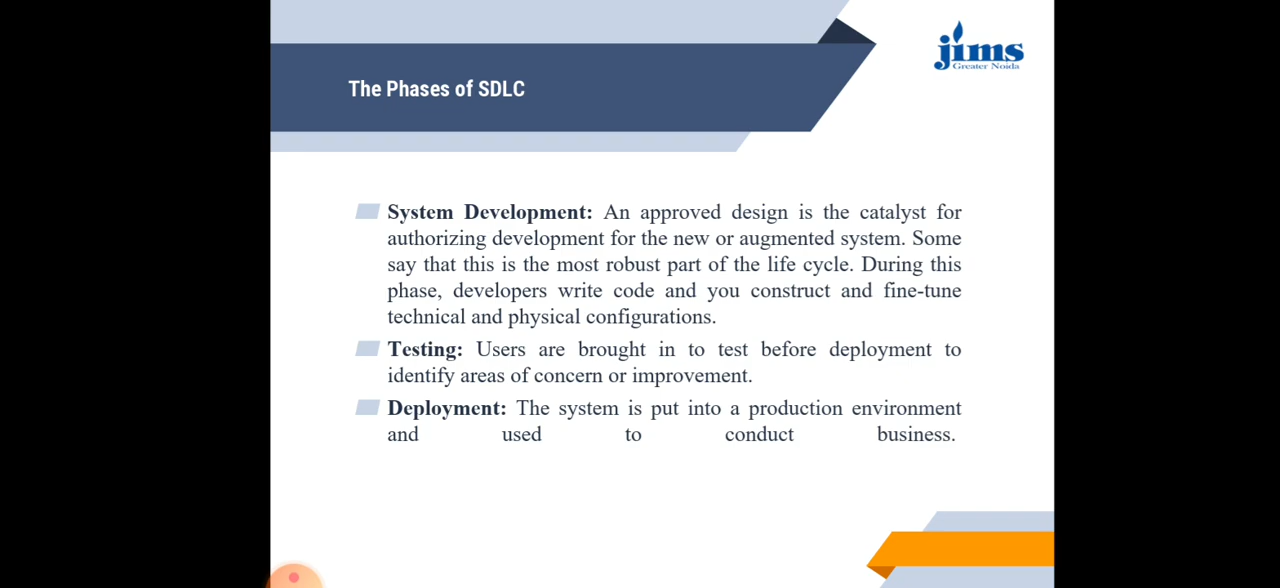 jims
Greater Noida
The Phases of SDLC
System Development: An approved design is the catalyst for
authorizing development for the new or augmented system. Some
say that this is the most robust part of the life cycle. During this
phase, developers write code and you construct and fine-tune
technical and physical configurations.
Testing: Users are brought in to test before deployment to
identify areas of concern or improvement.
Deployment: The system is put into a production environment
and used to conduct business.